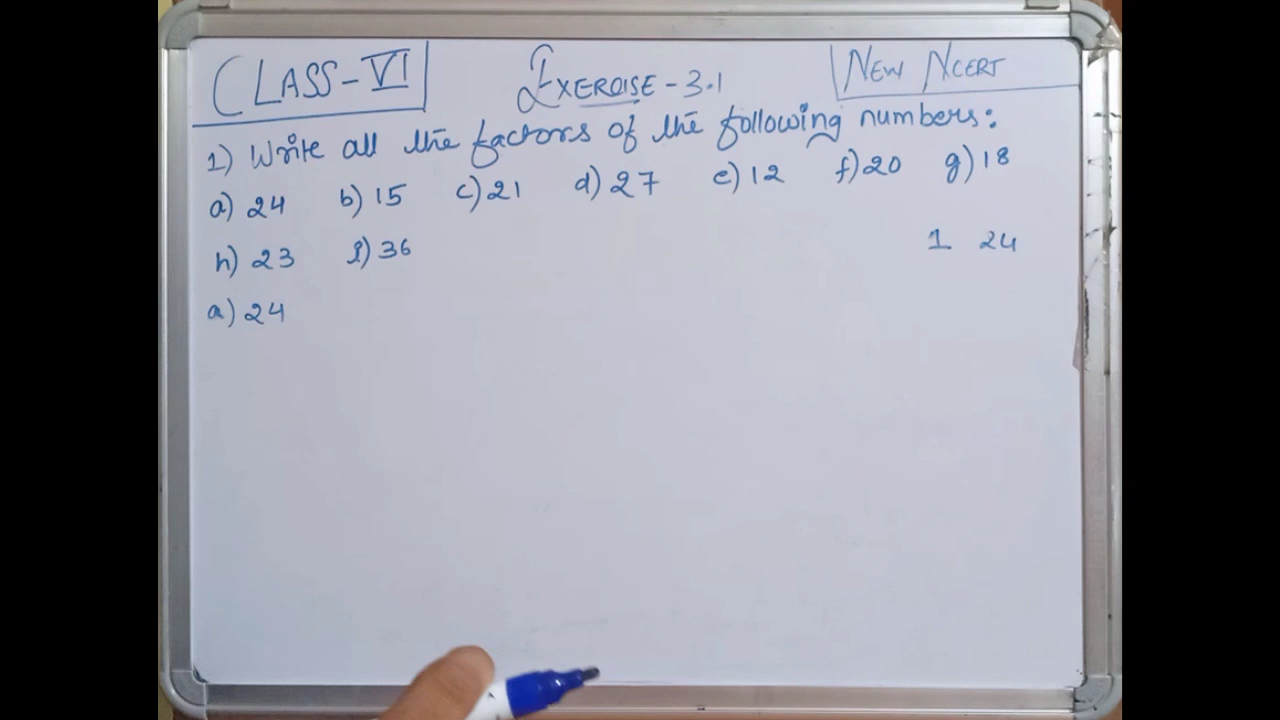 CLASS-VI EXERCISE-3.1 NEW NCERT
1) Write all the factors of the following numbers:
a) 24 b) 15 c) 21 d) 27 e) 12 f) 20 g) 18
h) 23 i) 36 1 24
a) 24